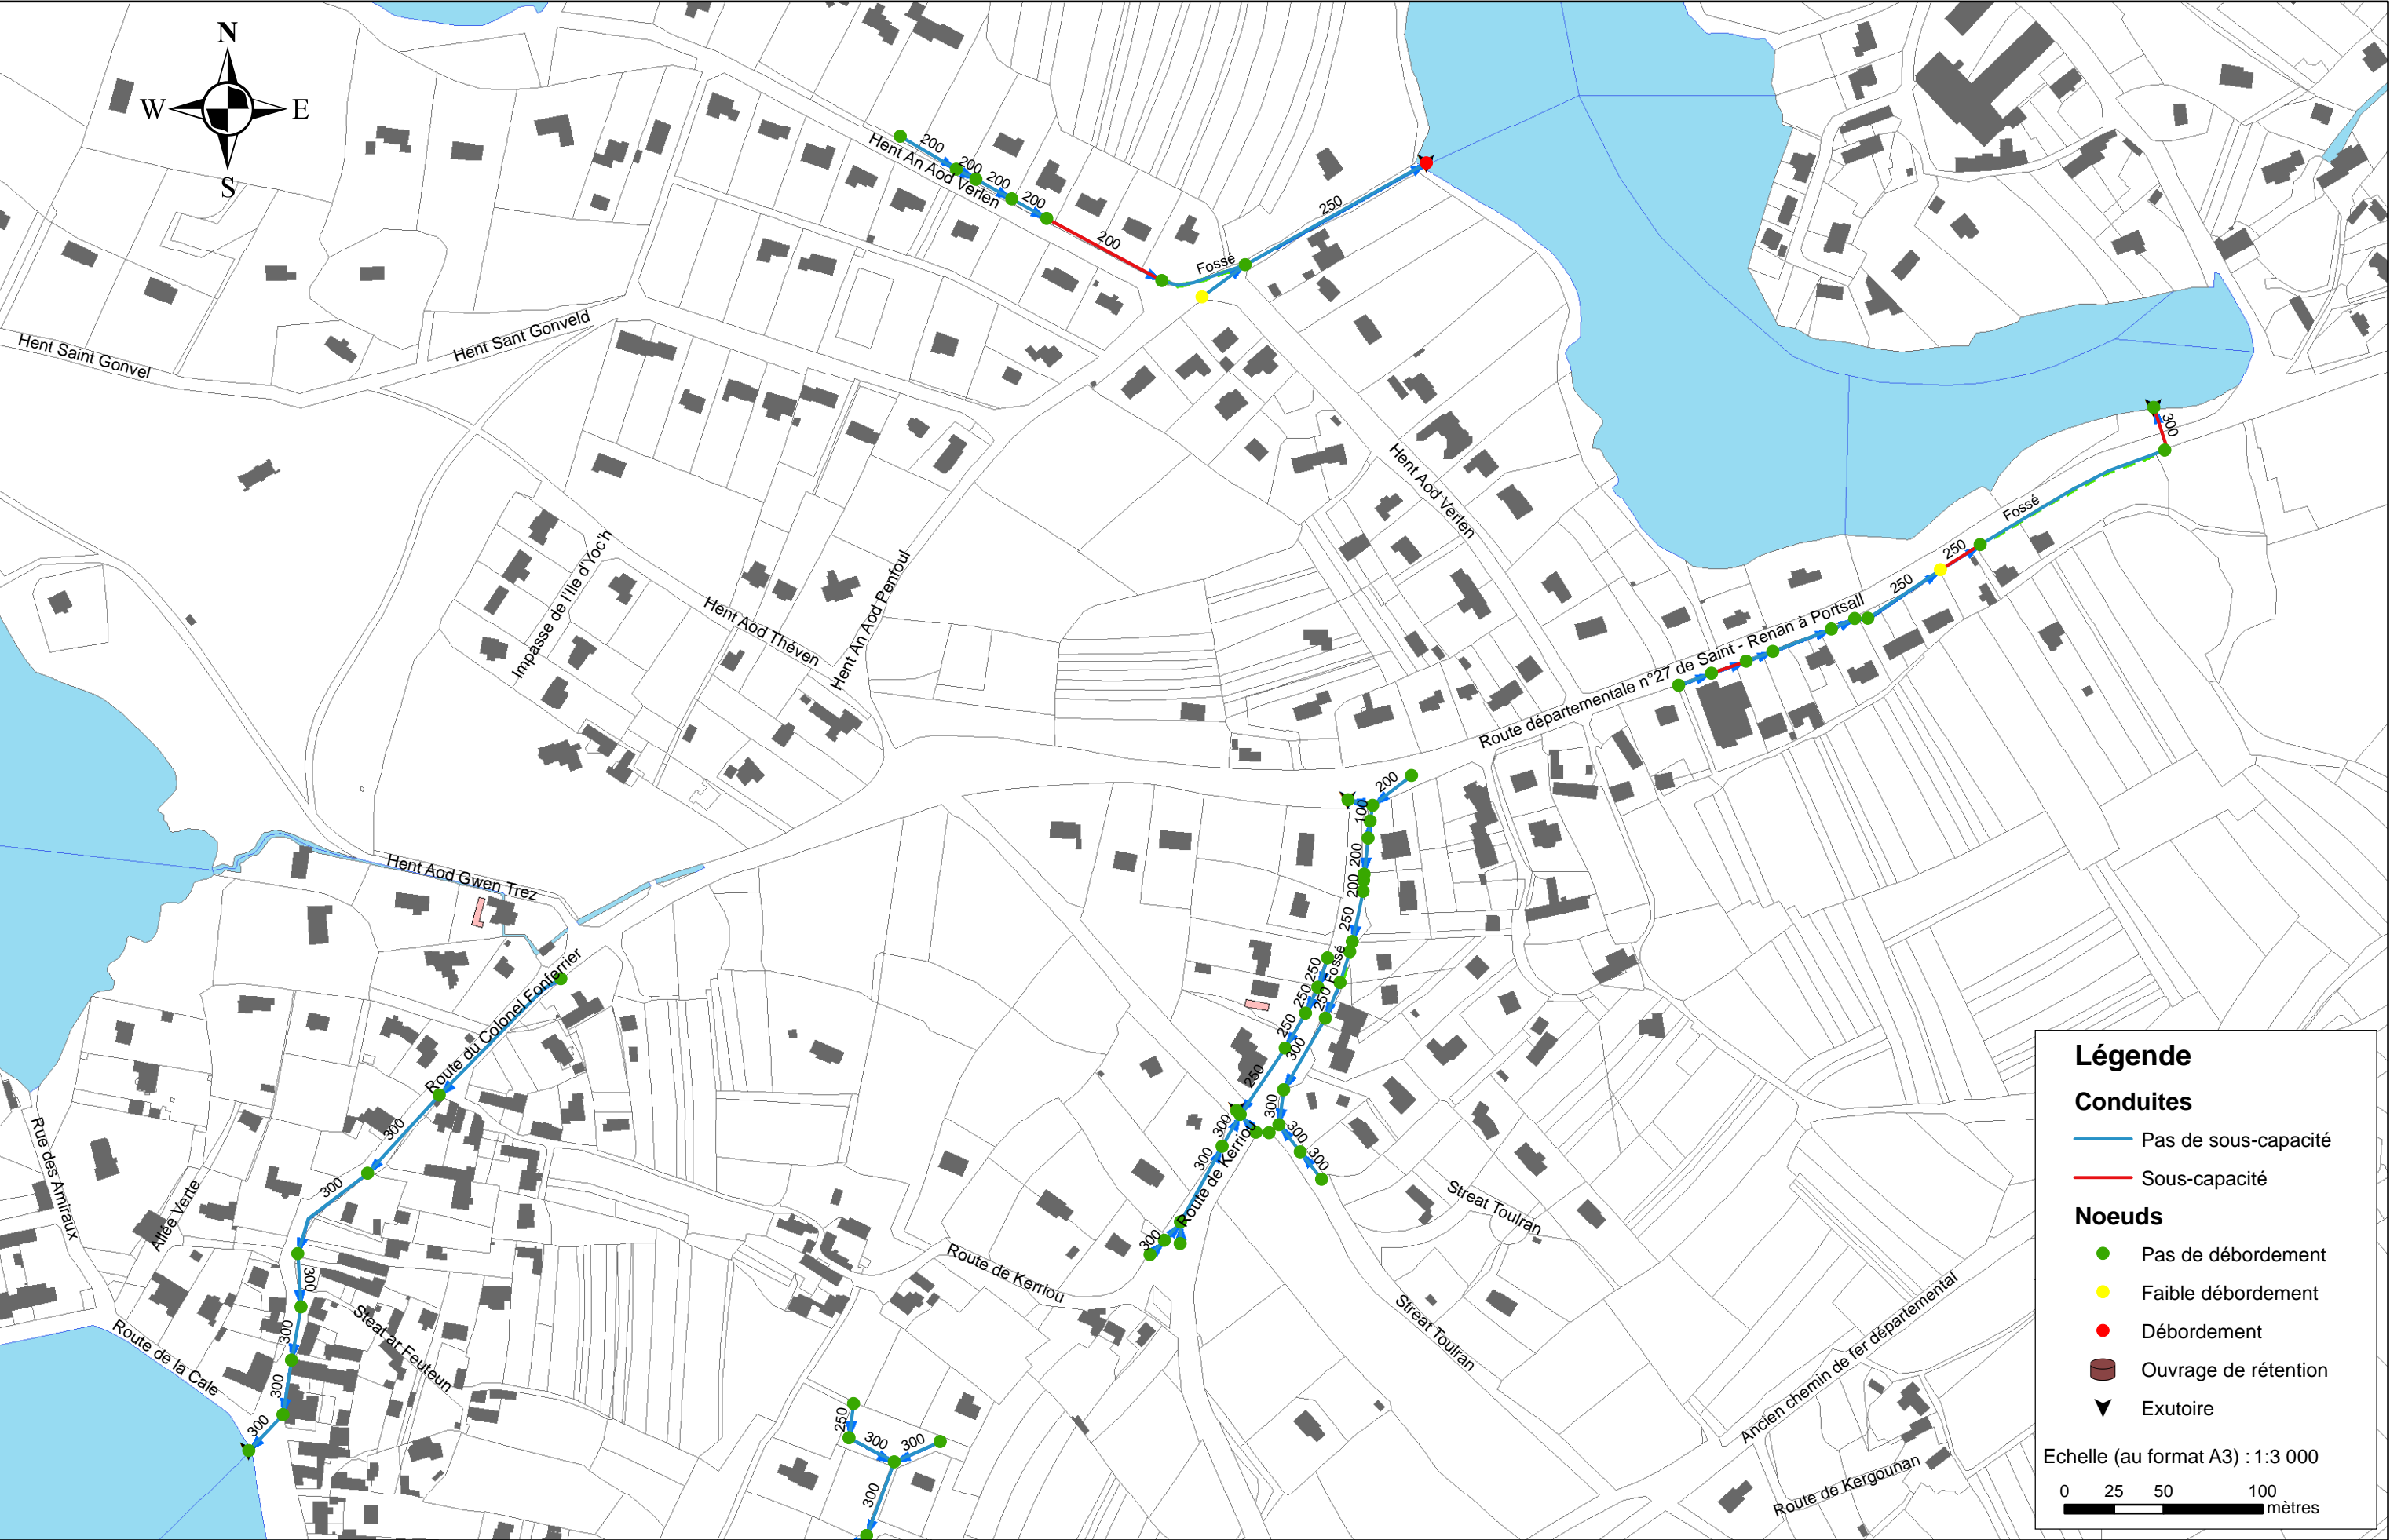 N
W
E
S
200
Hent An Aod Verlen
200
200
200
200
Fossé
250
Hent Saint Gonvel
Hent Sant Gonveld
Hent Aod Verlen
300
Fossé
250
250
Route départementale n°27 de Saint - Renan à Portsall
Impasse de l'Ile d'Yoc'h
Hent Aod Theven
Hent An Aod Penfoul
200
100
200
200
250
Fossé
250
250
250
250
300
250
300
300
300
300
300
300
Route de Kerriou
Hent Aod Gwen Trez
Route du Colonel Fonferrier
300
300
300
300
300
300
Rue des Amiraux
Allée Verte
Route de la Cale
Steat ar Feuteun
Route de Kerriou
Streat Toulran
Streat Toulran
250
300
300
300
Ancien chemin de fer départemental
Route de Kergounan
Légende
Conduites
Pas de sous-capacité
Sous-capacité
Noeuds
Pas de débordement
Faible débordement
Débordement
Ouvrage de rétention
Exutoire
Echelle (au format A3) : 1:3 000
0 25 50 100
mètres